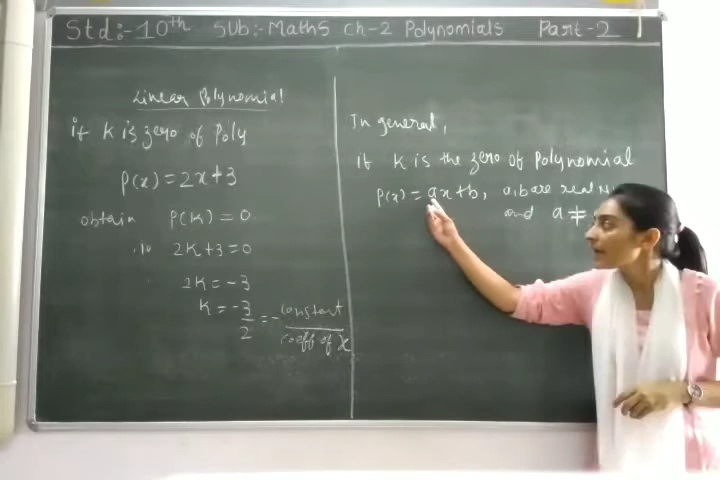 Std:- 10th Sub:- Maths Ch-2 Polynomials Part-2
Linear Polynomial
if K is zero of Poly
P(x) = 2x+3
obtain P(K) = 0
2K+3=0
2K = -3
K = -3/2 = - constant / coeff of x
In general,
if K is the zero of Polynomial
P(x) = ax+b, a,b are real
and a ≠